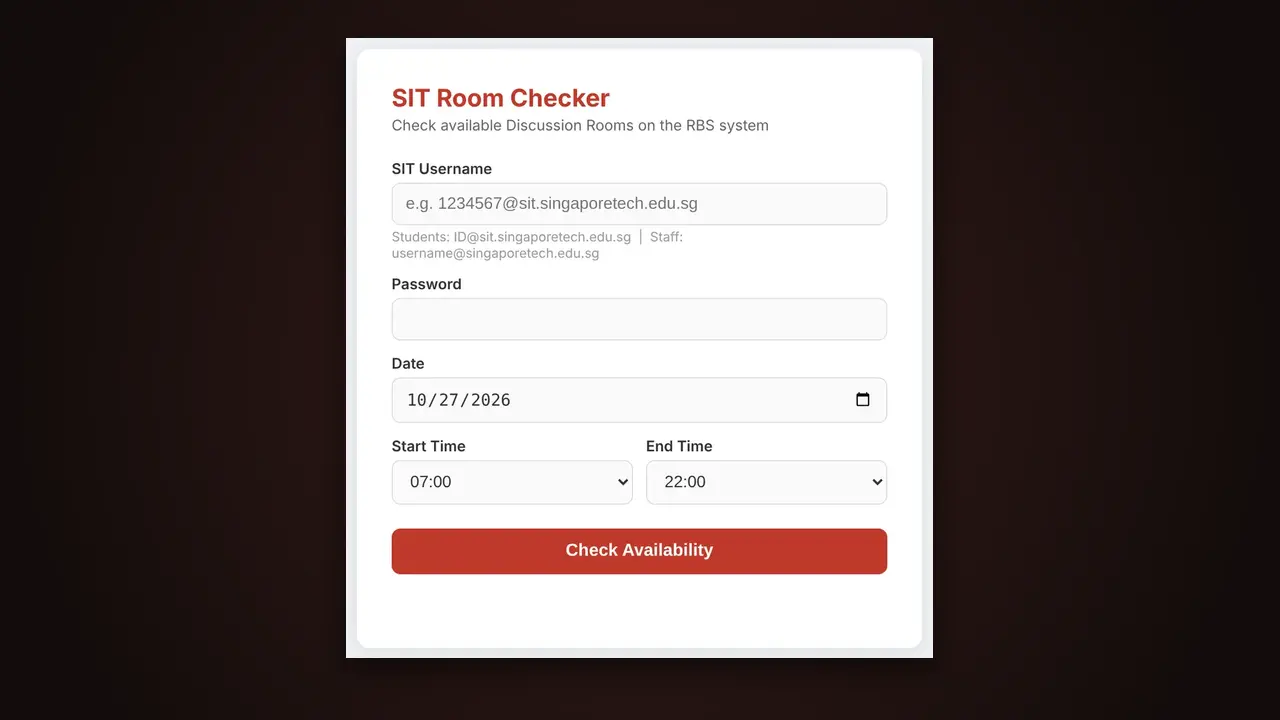 SIT Room Checker
Check available Discussion Rooms on the RBS system
SIT Username
e.g. 1234567@sit.singaporetech.edu.sg
Students: ID@sit.singaporetech.edu.sg | Staff:
username@singaporetech.edu.sg
Password
Date
10/27/2026
Start Time End Time
07:00 22:00
Check Availability